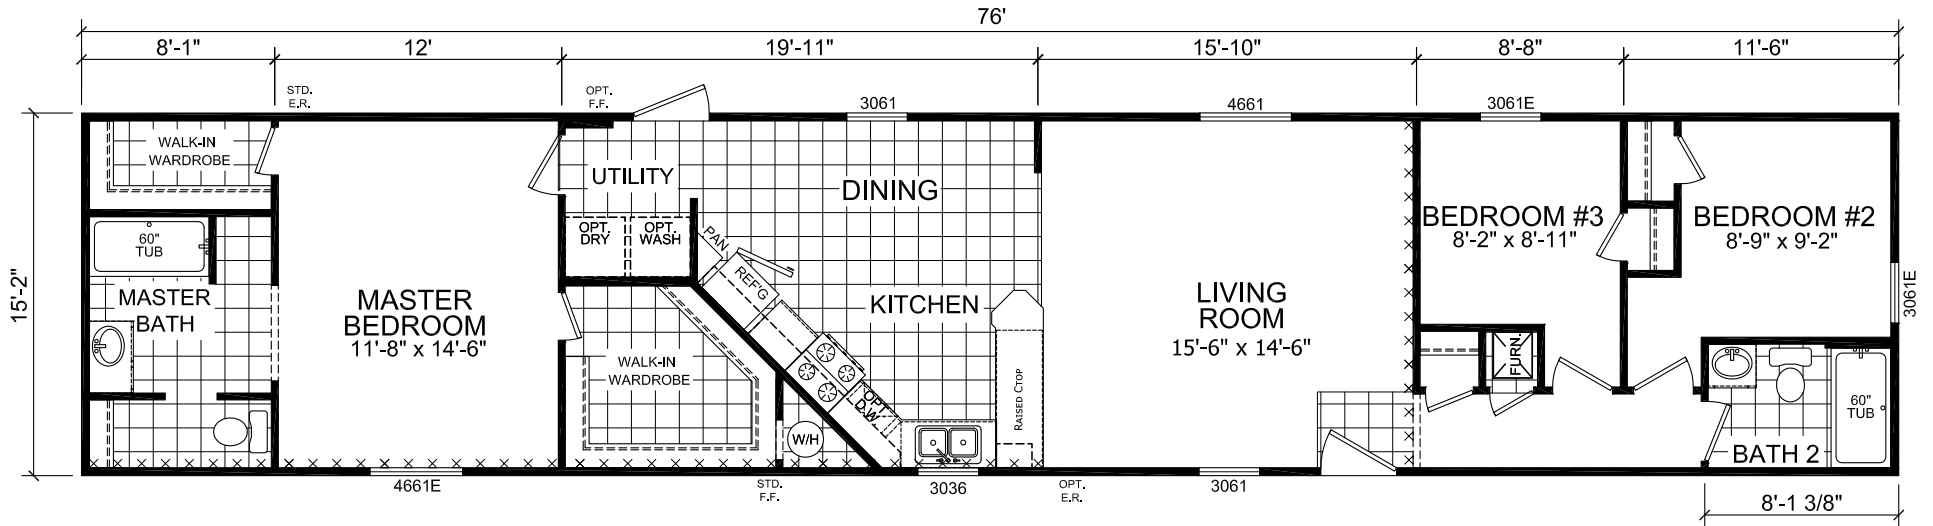 76'
8'-1"
12'
19'-11"
15'-10"
8'-8"
11'-6"
STD.
E.R.
OPT.
F.F.
3061
4661
3061E
15'-2"
WALK-IN
WARDROBE
60"
TUB
MASTER
BATH
MASTER
BEDROOM
11'-8" x 14'-6"
UTILITY
OPT.
DRY
OPT.
WASH
WALK-IN
WARDROBE
W/H
PAN
REF'G
OPT
D.W.
DINING
KITCHEN
RAISED CTOP
LIVING
ROOM
15'-6" x 14'-6"
BEDROOM #3
8'-2" x 8'-11"
FURN.
BEDROOM #2
8'-9" x 9'-2"
3061E
60"
TUB
BATH 2
4661E
STD.
F.F.
3036
OPT.
E.R.
3061
8'-1 3/8"